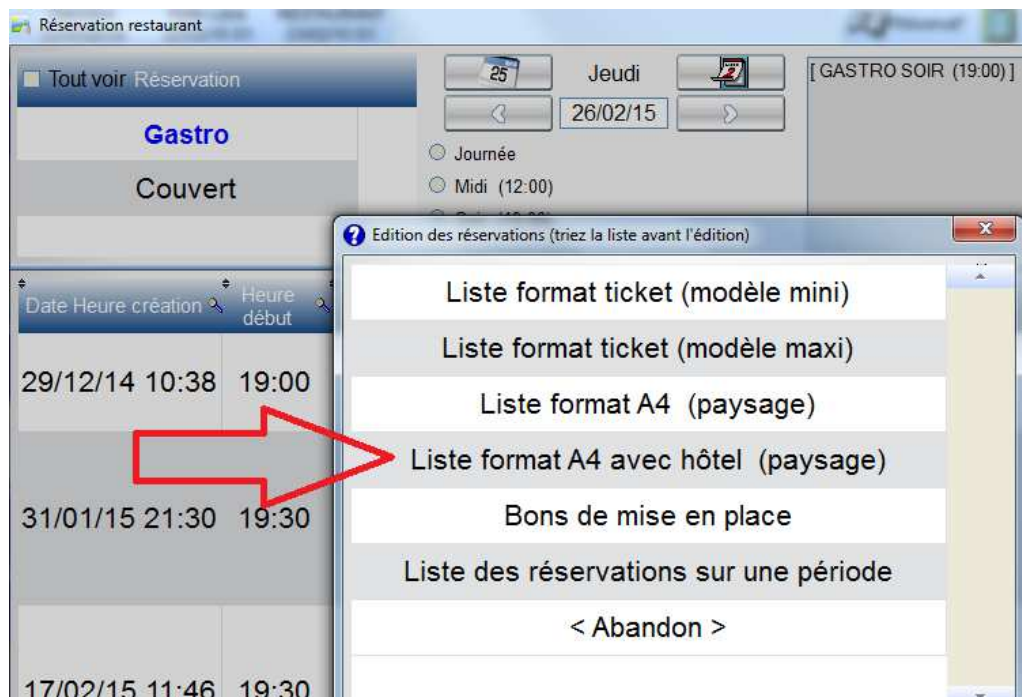 Réservation restaurant
Tout voir Réservation
Gastro
Couvert
25
Jeudi
2
26/02/15
Journée
Midi (12:00)
[ GASTRO SOIR (19:00) ]
Date Heure création
Heure
début
29/12/14 10:38 19:00
31/01/15 21:30 19:30
17/02/15 11:46 19:30
Edition des réservations (triez la liste avant l'édition)
Liste format ticket (modèle mini)
Liste format ticket (modèle maxi)
Liste format A4 (paysage)
Liste format A4 avec hôtel (paysage)
Bons de mise en place
Liste des réservations sur une période
< Abandon >